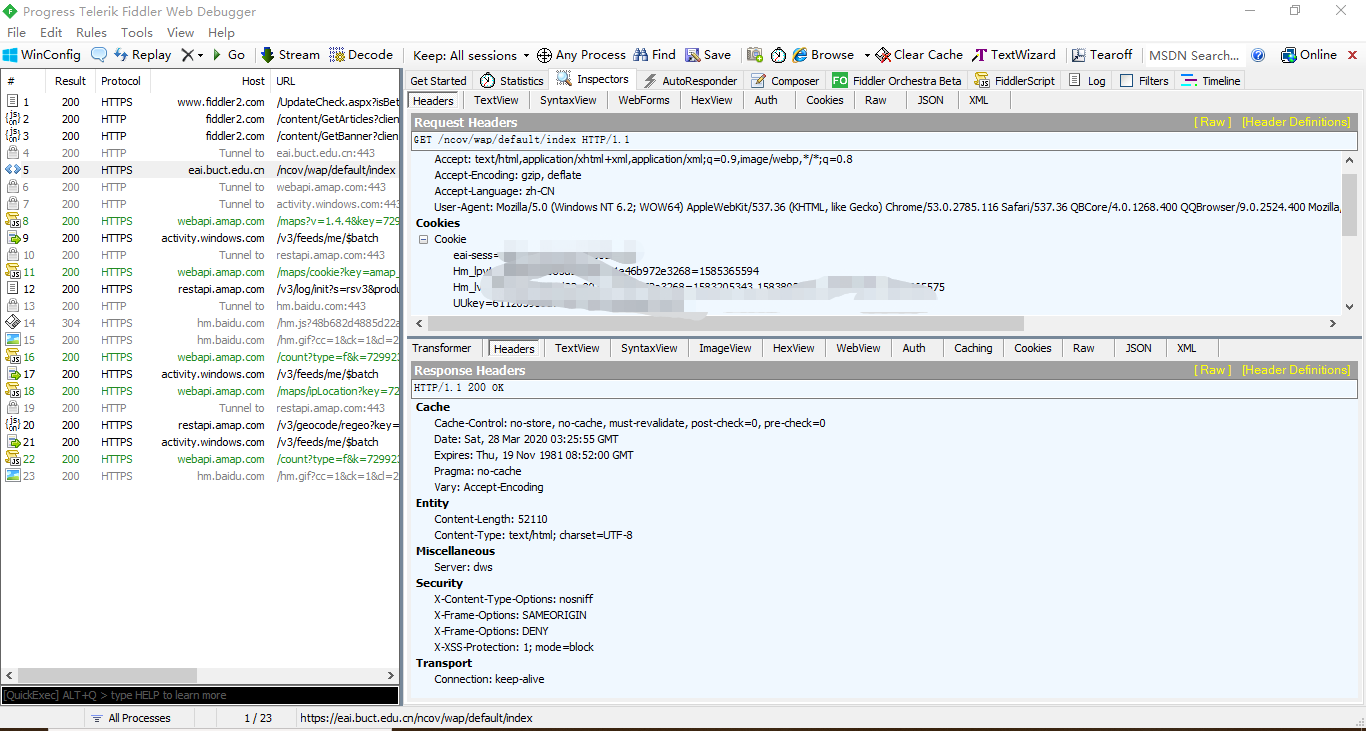 Progress Telerik Fiddler Web Debugger
File Edit Rules Tools View Help
WinConfig Replay Go Stream Decode Keep: All sessions Any Process Find Save Browse Clear Cache TextWizard Tearoff MSDN Search... Online
# Result Protocol Host URL
1 200 HTTPS www.fiddler2.com /UpdateCheck.aspx?isBet
2 200 HTTP fiddler2.com /content/GetArticles?clien
3 200 HTTPS fiddler2.com /content/GetBanner?clien
4 200 HTTP Tunnel to eai.buct.edu.cn:443
5 200 HTTPS eai.buct.edu.cn /ncov/wap/default/index
6 200 HTTP Tunnel to webapi.amap.com:443
7 200 HTTP Tunnel to activity.windows.com:443
8 200 HTTPS webapi.amap.com /maps?v=1.4.4&key=729
9 200 HTTPS activity.windows.com /v3/feeds/me/$batch
10 200 HTTP Tunnel to restapi.amap.com:443
11 200 HTTPS webapi.amap.com /maps/cookie?key=amap_
12 200 HTTPS restapi.amap.com /v3/log/init?s=rsv3&produ
13 200 HTTP Tunnel to hm.baidu.com:443
14 304 HTTPS hm.baidu.com /hm.js?48b682d4885d22a
15 200 HTTPS hm.baidu.com /hm.gif?cc=1&ck=1&cl=2
16 200 HTTPS webapi.amap.com /count?type=f&k=72992
17 200 HTTPS activity.windows.com /v3/feeds/me/$batch
18 200 HTTPS webapi.amap.com /maps/ipLocation?key=72
19 200 HTTP Tunnel to restapi.amap.com:443
20 200 HTTPS restapi.amap.com /v3/geocode/regeo?key=
21 200 HTTPS activity.windows.com /v3/feeds/me/$batch
22 200 HTTPS webapi.amap.com /count?type=f&k=72992
23 200 HTTPS hm.baidu.com /hm.gif?cc=1&ck=1&cl=2
[QuickExec] ALT+Q > type HELP to learn more
Get Started Statistics Inspectors AutoResponder Composer FO Fiddler Orchestra Beta FiddlerScript Log Filters Timeline
Headers TextView SyntaxView WebForms HexView Auth Cookies Raw JSON XML
Request Headers [ Raw ] [Header Definitions]
GET /ncov/wap/default/index HTTP/1.1
Accept: text/html,application/xhtml+xml,application/xml;q=0.9,image/webp,*/*;q=0.8
Accept-Encoding: gzip, deflate
Accept-Language: zh-CN
User-Agent: Mozilla/5.0 (Windows NT 6.2; WOW64) AppleWebKit/537.36 (KHTML, like Gecko) Chrome/53.0.2785.116 Safari/537.36 QBCore/4.0.1268.400 QQBrowser/9.0.2524.400 Mozilla,
Cookies
Cookie
eai-sess=
Hm_lpv e46b972e3268=1585365594
Hm_lv 3268=1583205343,158380 5575
UUkey=
Transformer Headers TextView SyntaxView ImageView HexView WebView Auth Caching Cookies Raw JSON XML
Response Headers [ Raw ] [Header Definitions]
HTTP/1.1 200 OK
Cache
Cache-Control: no-store, no-cache, must-revalidate, post-check=0, pre-check=0
Date: Sat, 28 Mar 2020 03:25:55 GMT
Expires: Thu, 19 Nov 1981 08:52:00 GMT
Pragma: no-cache
Vary: Accept-Encoding
Entity
Content-Length: 52110
Content-Type: text/html; charset=UTF-8
Miscellaneous
Server: dws
Security
X-Content-Type-Options: nosniff
X-Frame-Options: SAMEORIGIN
X-Frame-Options: DENY
X-XSS-Protection: 1; mode=block
Transport
Connection: keep-alive
All Processes 1 / 23 https://eai.buct.edu.cn/ncov/wap/default/index